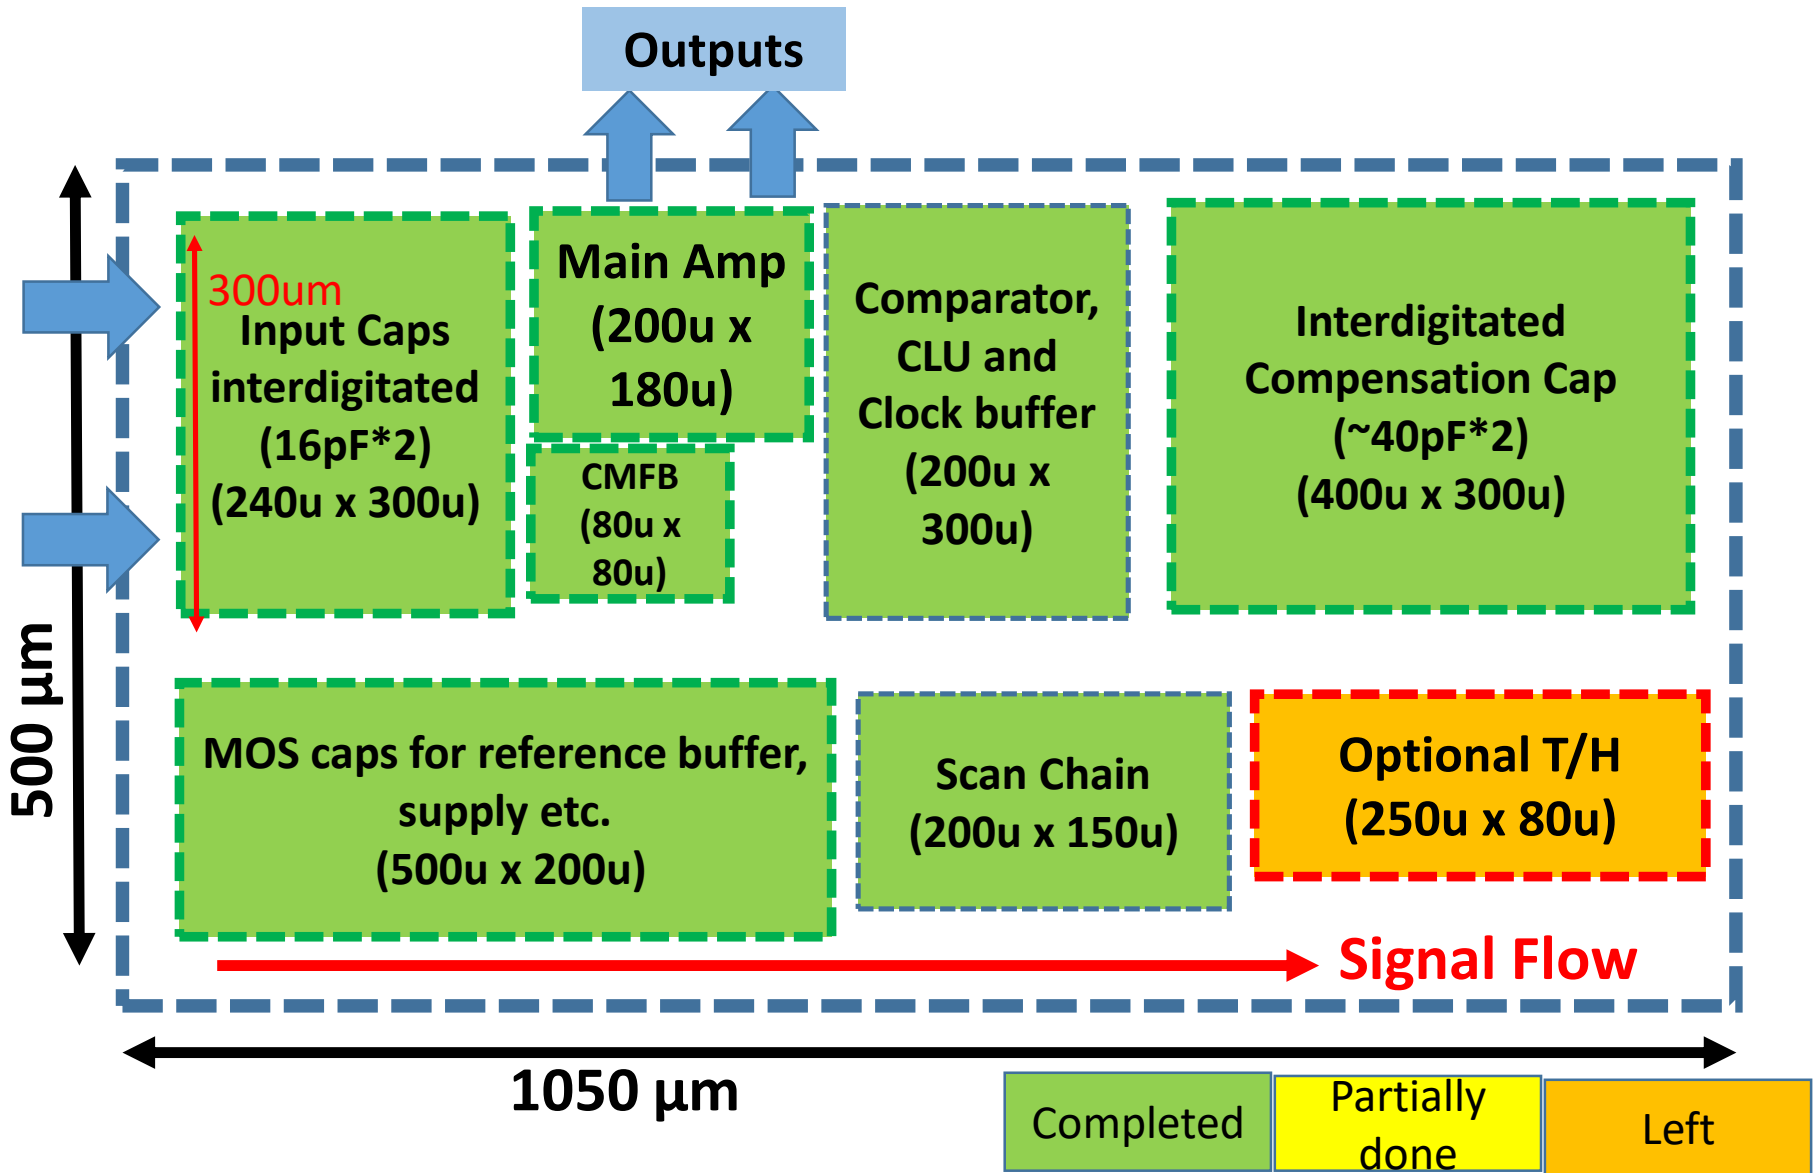 Outputs
300um
Input Caps
interdigitated
(16pF*2)
(240u x 300u)
Main Amp
(200u x
180u)
CMFB
(80u x
80u)
Comparator,
CLU and
Clock buffer
(200u x
300u)
Interdigitated
Compensation Cap
(~40pF*2)
(400u x 300u)
500 µm
MOS caps for reference buffer,
supply etc.
(500u x 200u)
Scan Chain
(200u x 150u)
Optional T/H
(250u x 80u)
Signal Flow
1050 µm
Completed
Partially
done
Left